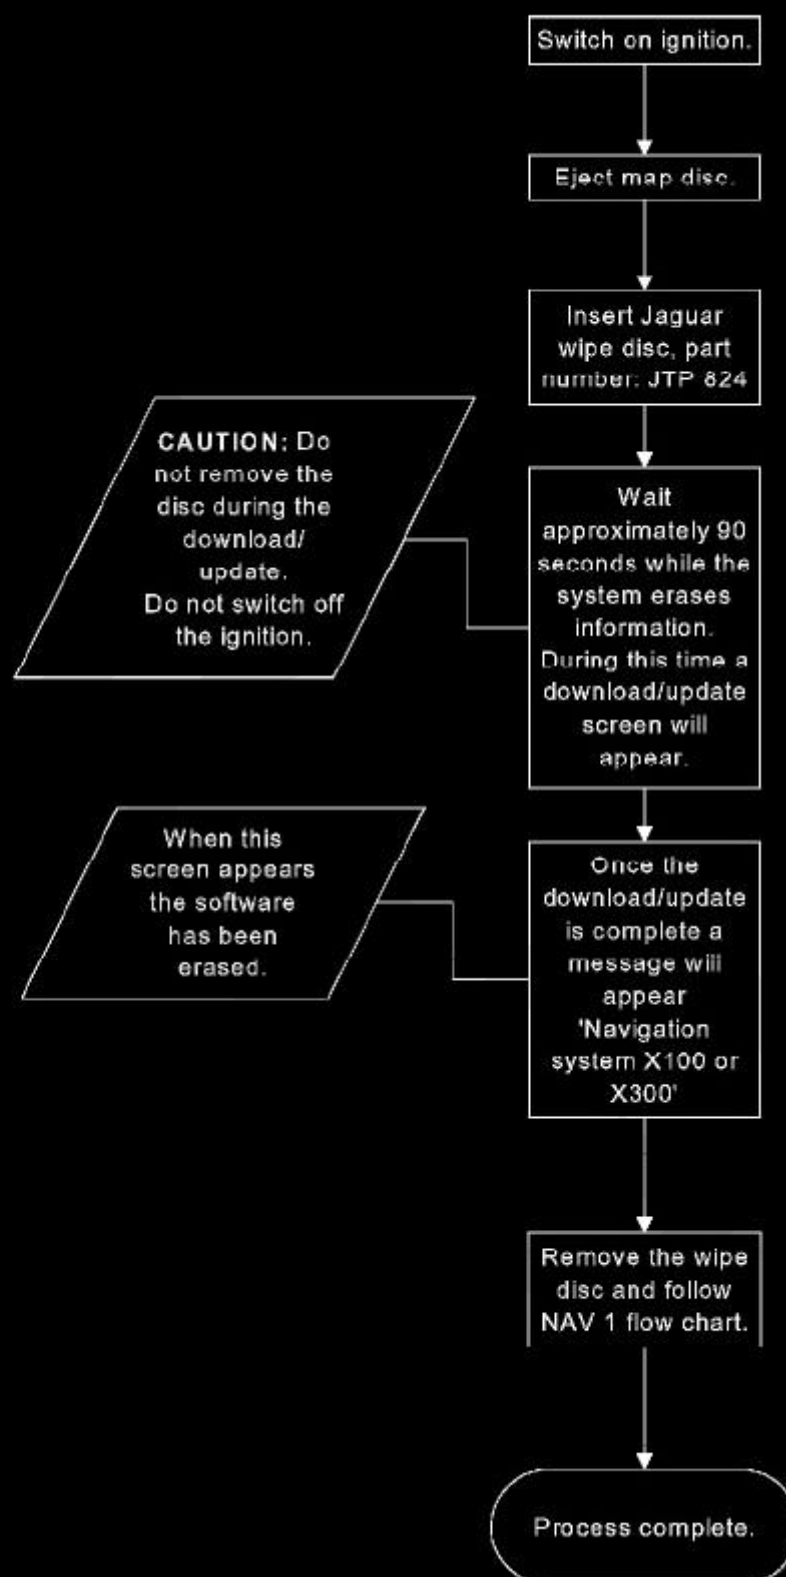 Switch on ignition.
Eject map disc.
Insert Jaguar
wipe disc, part
number: JTP 824
CAUTION: Do
not remove the
disc during the
download/
update.
Do not switch off
the ignition.
Wait
approximately 90
seconds while the
system erases
information.
During this time a
download/update
screen will
appear.
When this
screen appears
the software
has been
erased.
Once the
download/update
is complete a
message will
appear
'Navigation
system X100 or
X300'
Remove the wipe
disc and follow
NAV 1 flow chart.
Process complete.